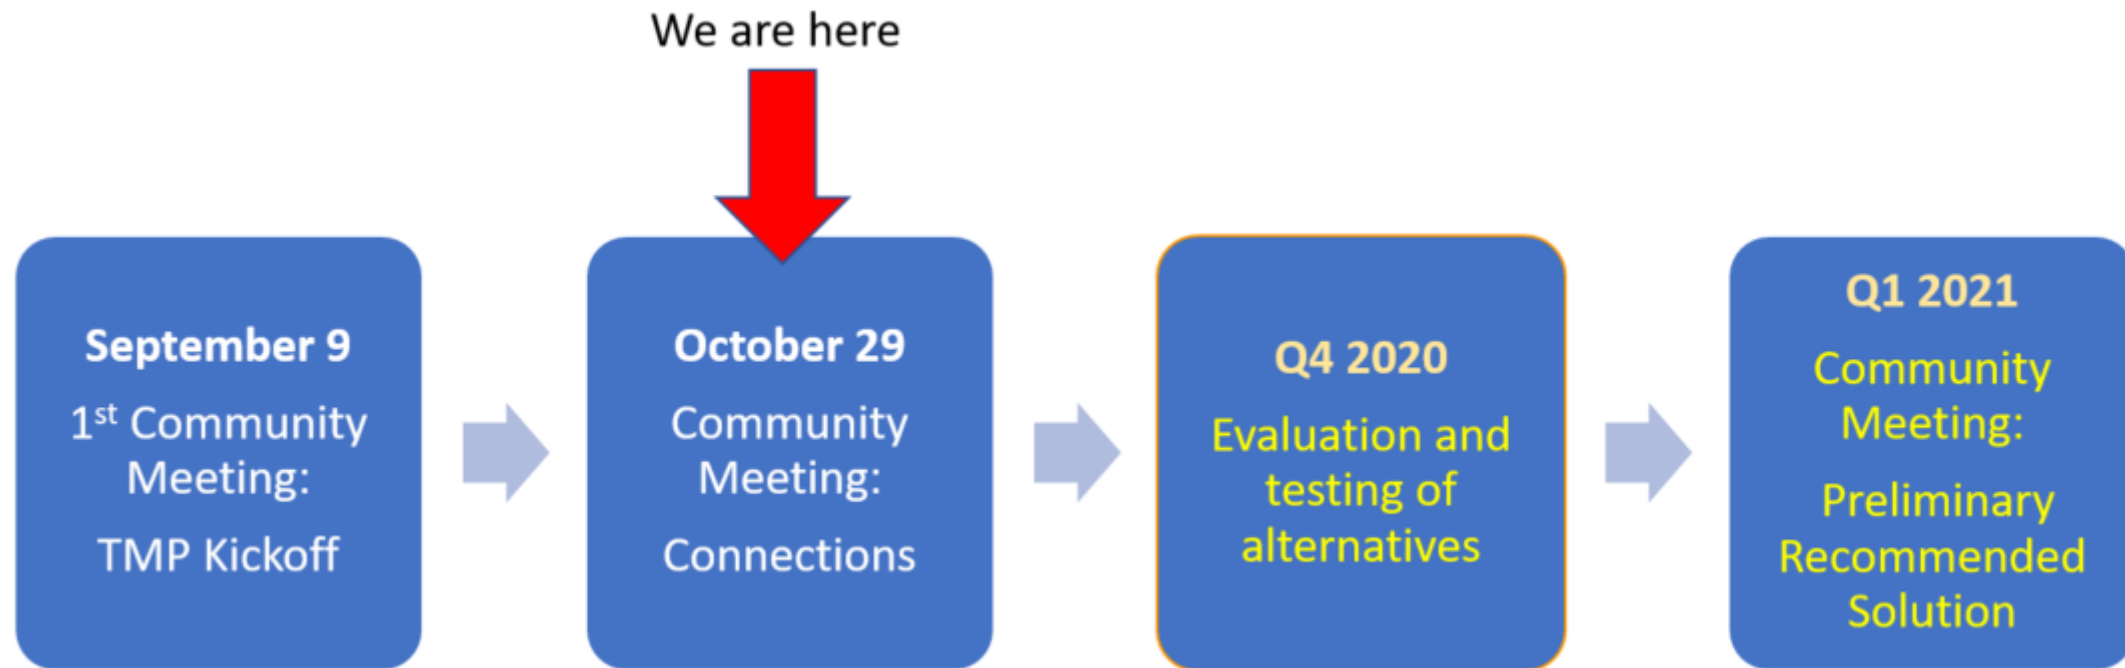 We are here
September 9
1st Community
Meeting:
TMP Kickoff
October 29
Community
Meeting:
Connections
Q4 2020
Evaluation and
testing of
alternatives
Q1 2021
Community
Meeting:
Preliminary
Recommended
Solution